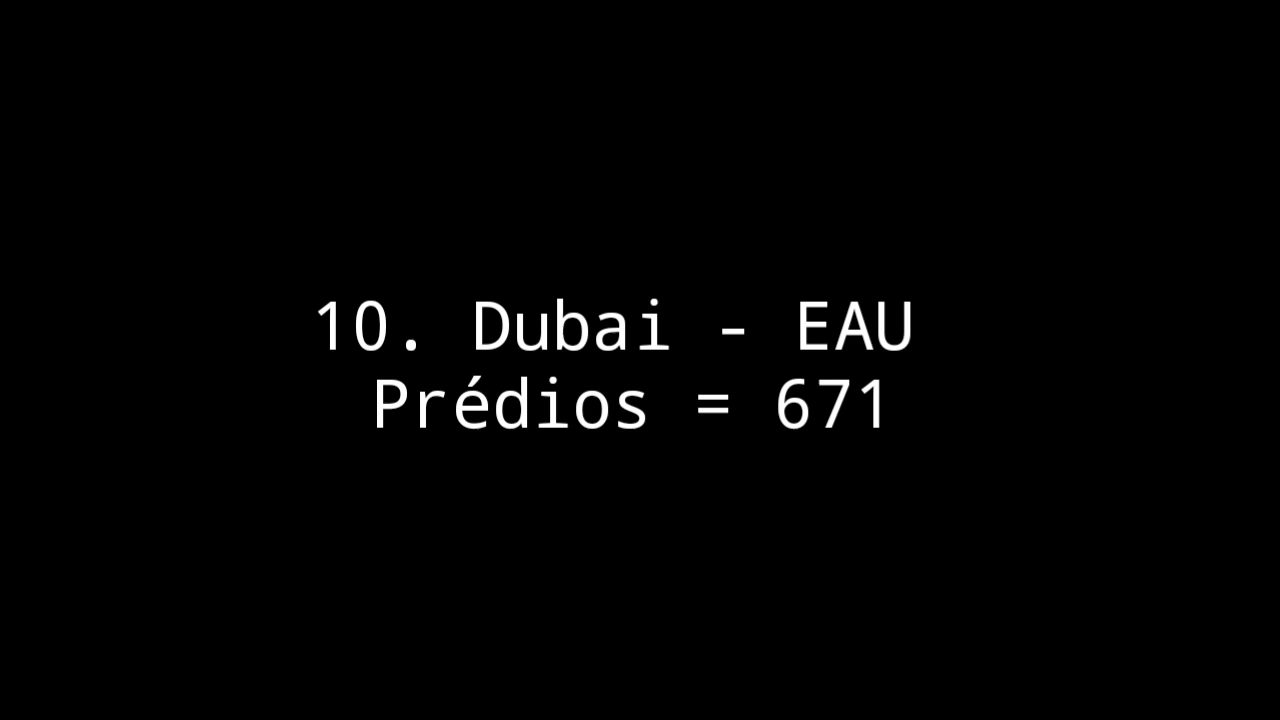 10. Dubai - EAU
Prédios = 671